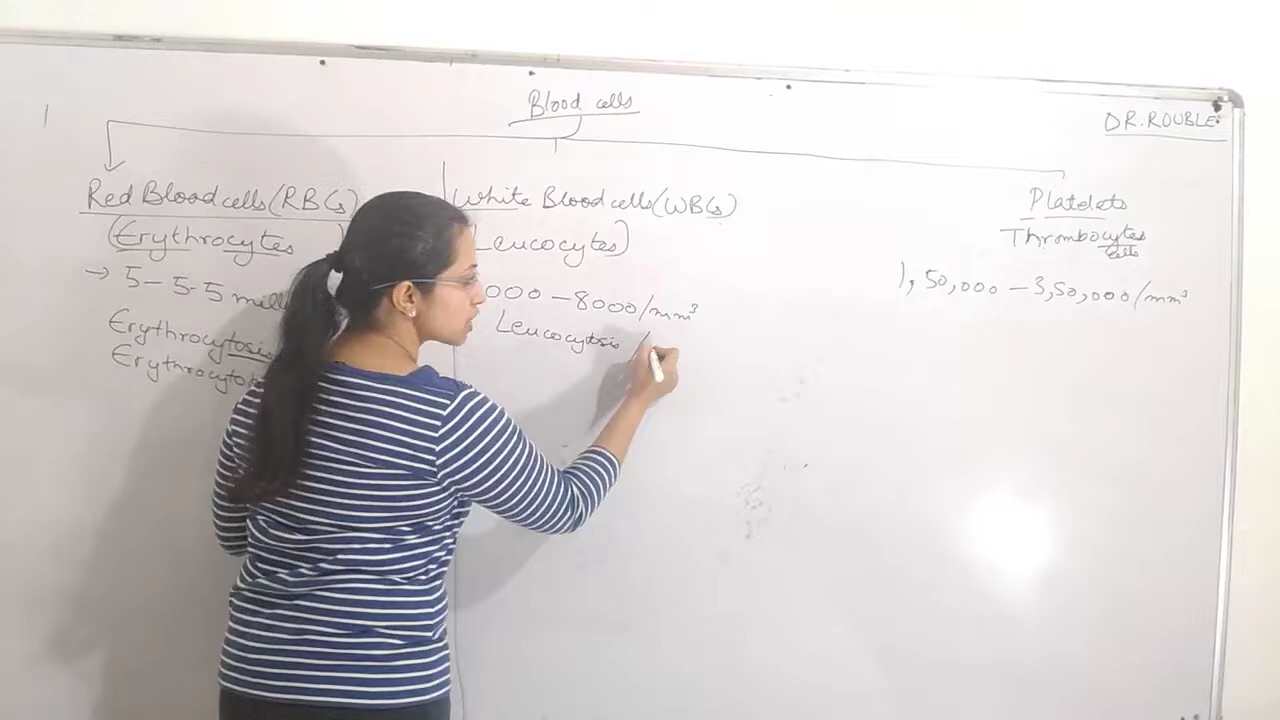 Blood cells
DR. ROUBLE
Red Blood cells (RBCs)
(Erythrocytes )
→ 5 - 5.5
Erythrocytosis
White Blood cells (WBCs)
Leucocytes)
000 - 8000/mm³
Leucocytosis
Platelets
Thrombocytes
cells
1,50,000 - 3,50,000/mm³